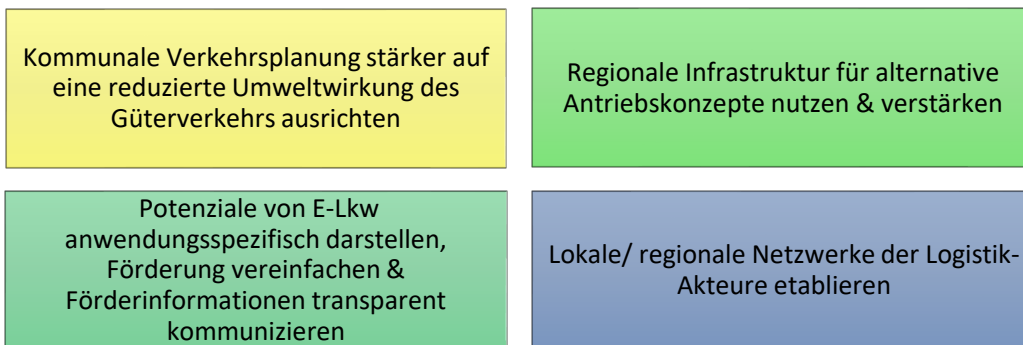 Kommunale Verkehrsplanung stärker auf
eine reduzierte Umweltwirkung des
Güterverkehrs ausrichten
Regionale Infrastruktur für alternative
Antriebskonzepte nutzen & verstärken
Potenziale von E-Lkw
anwendungsspezifisch darstellen,
Förderung vereinfachen &
Förderinformationen transparent
kommunizieren
Lokale/ regionale Netzwerke der Logistik-
Akteure etablieren